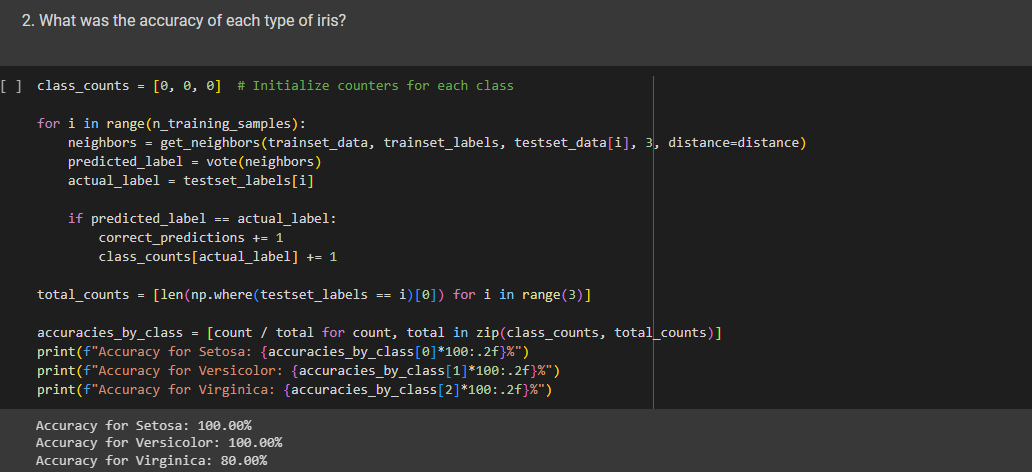 2. What was the accuracy of each type of iris?
[ ] class_counts = [0, 0, 0]  # Initialize counters for each class
for i in range(n_training_samples):
    neighbors = get_neighbors(trainset_data, trainset_labels, testset_data[i], 3, distance=distance)
    predicted_label = vote(neighbors)
    actual_label = testset_labels[i]
    if predicted_label == actual_label:
        correct_predictions += 1
        class_counts[actual_label] += 1
total_counts = [len(np.where(testset_labels == i)[0]) for i in range(3)]
accuracies_by_class = [count / total for count, total in zip(class_counts, total_counts)]
print(f"Accuracy for Setosa: {accuracies_by_class[0]*100:.2f}%")
print(f"Accuracy for Versicolor: {accuracies_by_class[1]*100:.2f}%")
print(f"Accuracy for Virginica: {accuracies_by_class[2]*100:.2f}%")
Accuracy for Setosa: 100.00%
Accuracy for Versicolor: 100.00%
Accuracy for Virginica: 80.00%